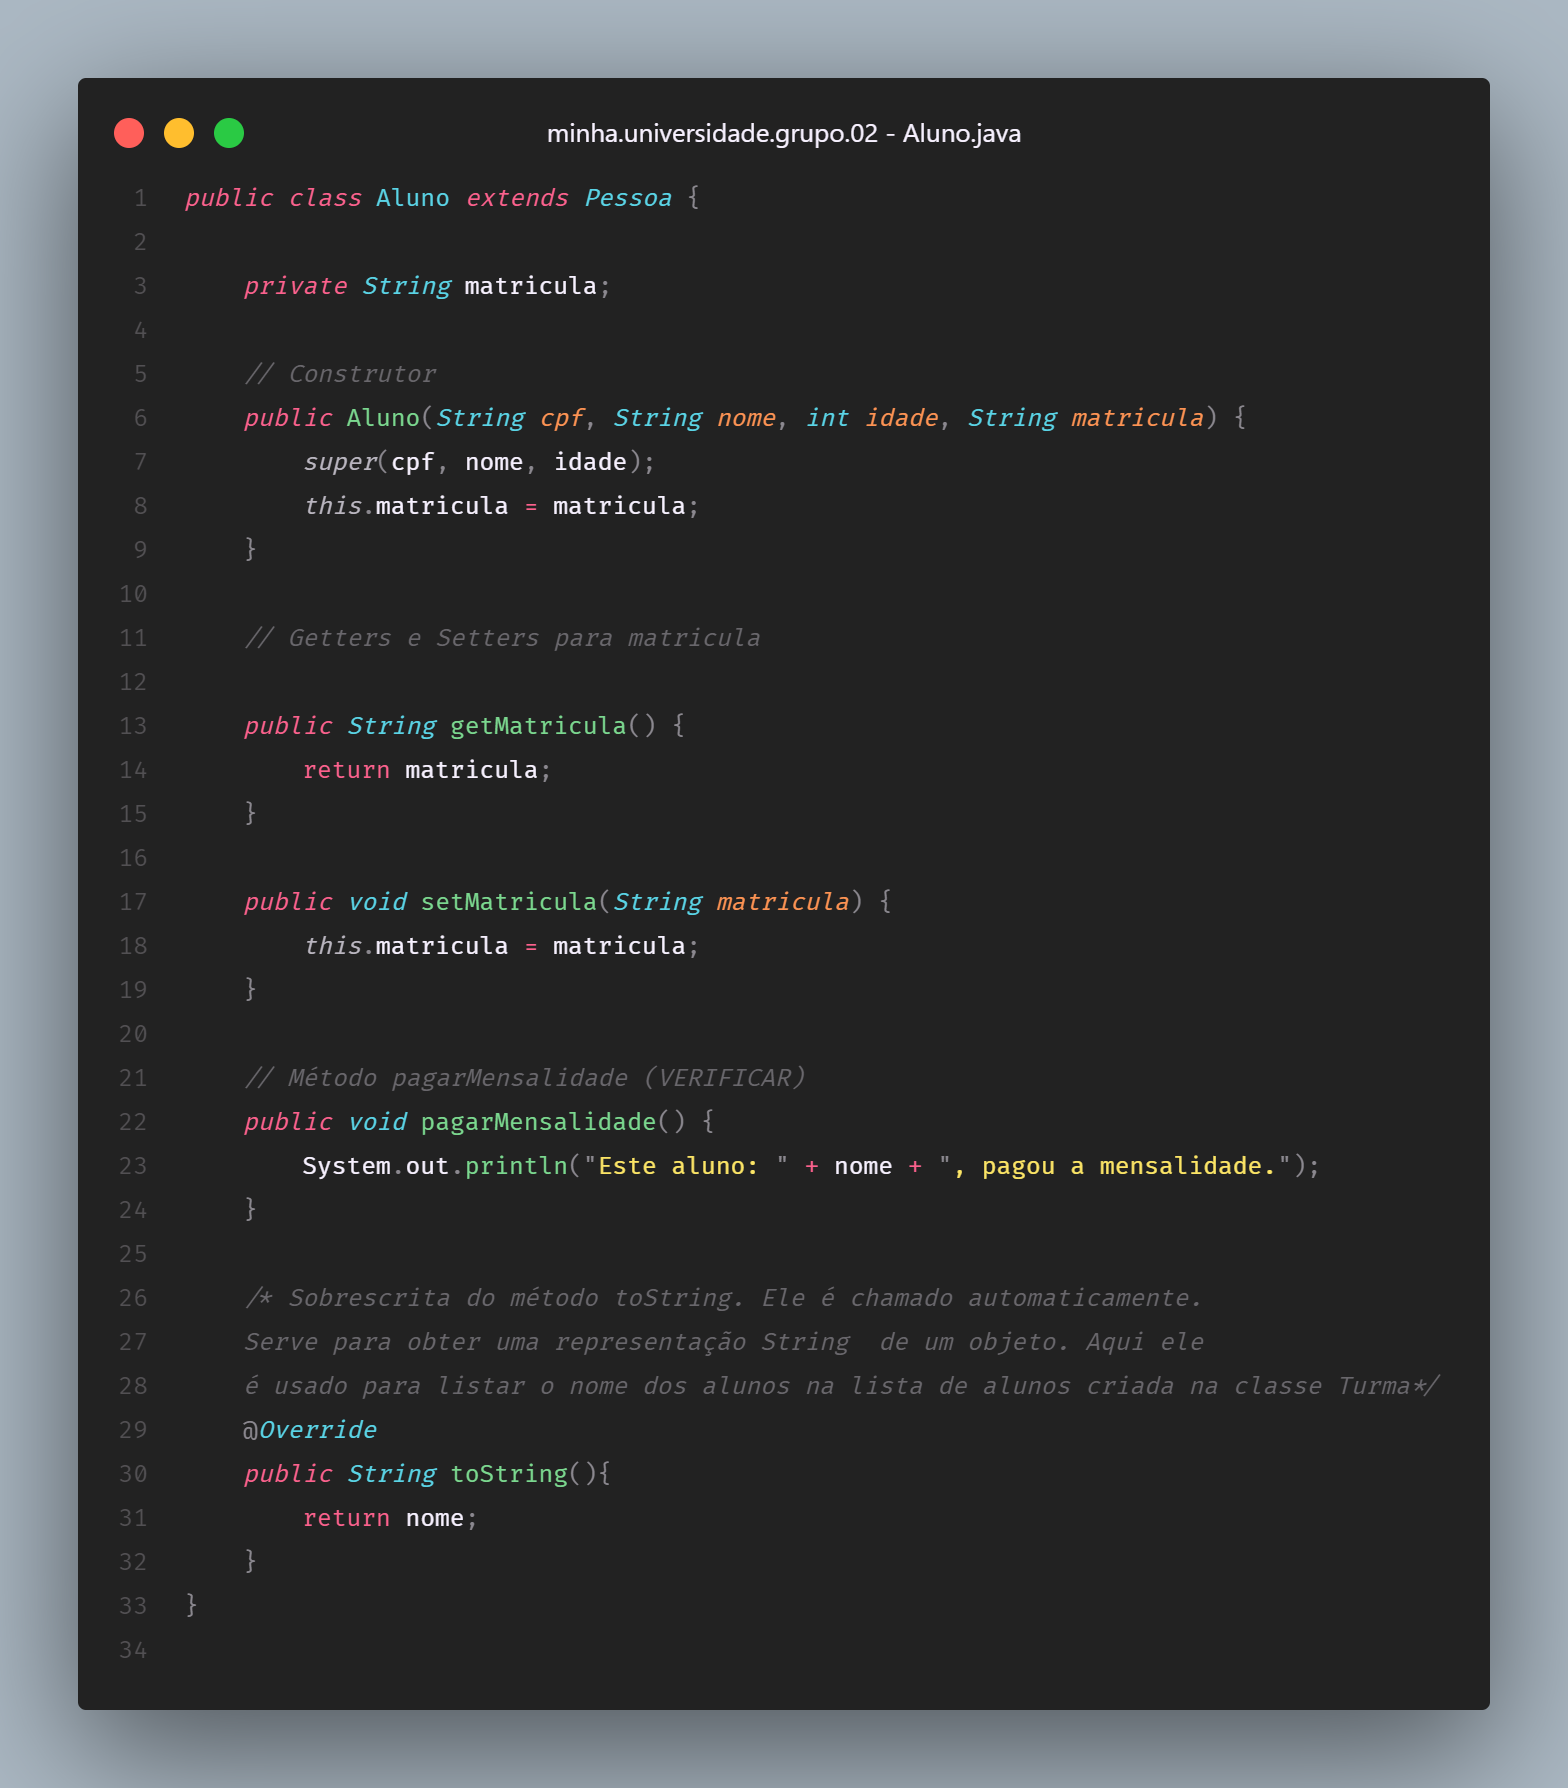 minha.universidade.grupo.02 - Aluno.java
1 public class Aluno extends Pessoa {
2
3     private String matricula;
4
5     // Construtor
6     public Aluno(String cpf, String nome, int idade, String matricula) {
7         super(cpf, nome, idade);
8         this.matricula = matricula;
9     }
10
11     // Getters e Setters para matricula
12
13     public String getMatricula() {
14         return matricula;
15     }
16
17     public void setMatricula(String matricula) {
18         this.matricula = matricula;
19     }
20
21     // Método pagarMensalidade (VERIFICAR)
22     public void pagarMensalidade() {
23         System.out.println("Este aluno: " + nome + ", pagou a mensalidade.");
24     }
25
26     /* Sobrescrita do método toString. Ele é chamado automaticamente.
27     Serve para obter uma representação String  de um objeto. Aqui ele
28     é usado para listar o nome dos alunos na lista de alunos criada na classe Turma*/
29     @Override
30     public String toString(){
31         return nome;
32     }
33 }
34